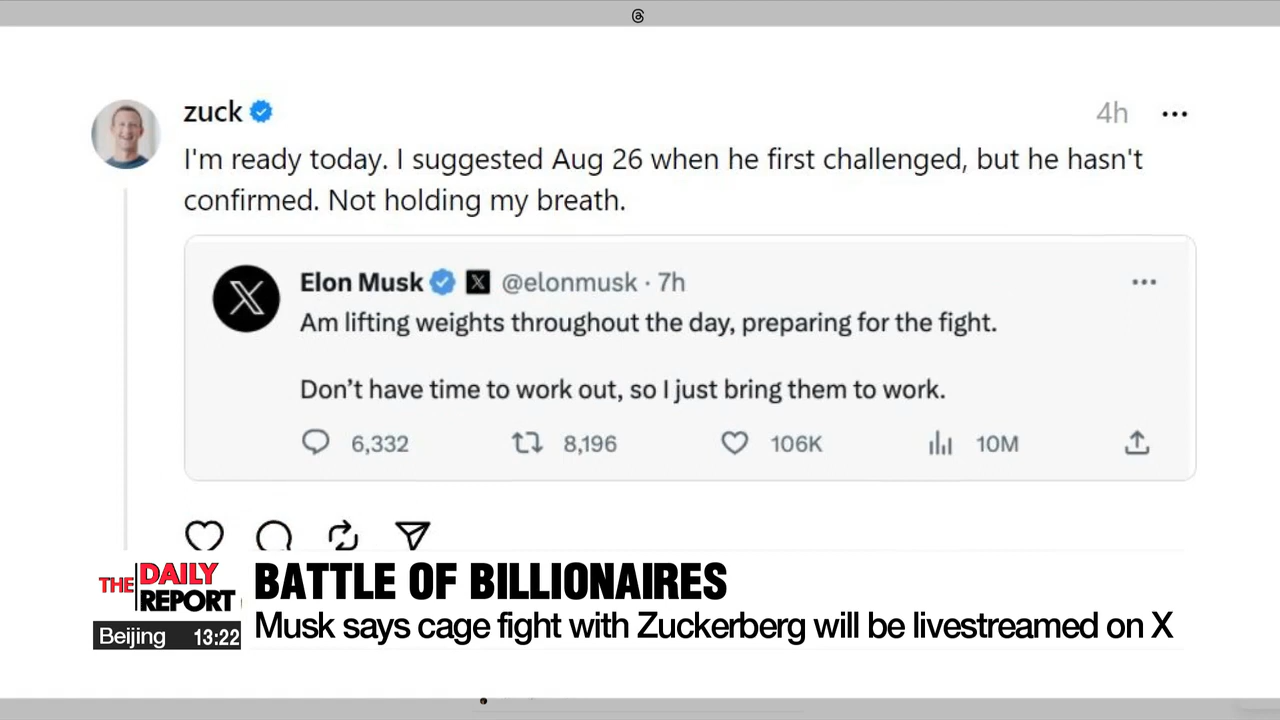 zuck
4h
I'm ready today. I suggested Aug 26 when he first challenged, but he hasn't
confirmed. Not holding my breath.
Elon Musk @elonmusk · 7h
Am lifting weights throughout the day, preparing for the fight.
Don’t have time to work out, so I just bring them to work.
6,332 8,196 106K 10M
THE DAILY REPORT
BATTLE OF BILLIONAIRES
Musk says cage fight with Zuckerberg will be livestreamed on X
Beijing 13:22